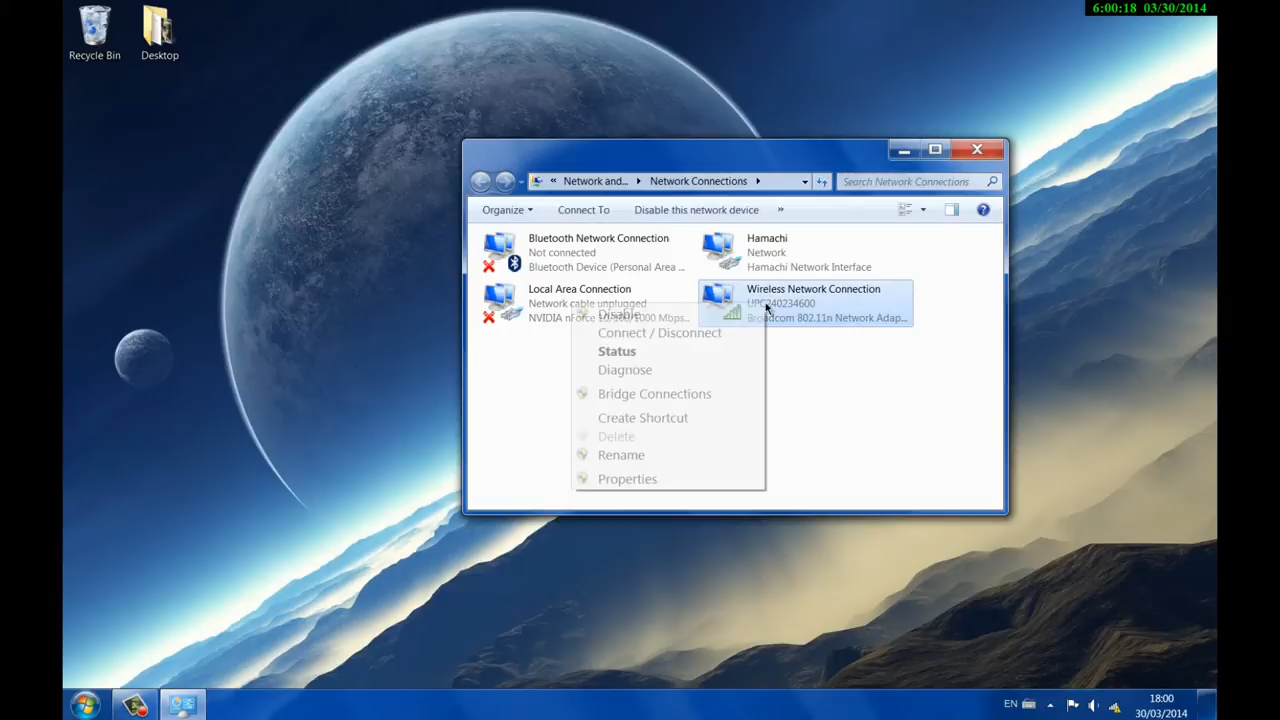 6:00:18 03/30/2014
Recycle Bin
Desktop
« Network and... Network Connections
Search Network Connections
Organize
Connect To
Disable this network device
»
Bluetooth Network Connection
Not connected
Bluetooth Device (Personal Area ...
Hamachi
Network
Hamachi Network Interface
Local Area Connection
Network cable unplugged
NVIDIA nForce 10/100/1000 Mbps...
Wireless Network Connection
UPC240234600
Broadcom 802.11n Network Adap...
Disable
Connect / Disconnect
Status
Diagnose
Bridge Connections
Create Shortcut
Delete
Rename
Properties
EN
18:00
30/03/2014